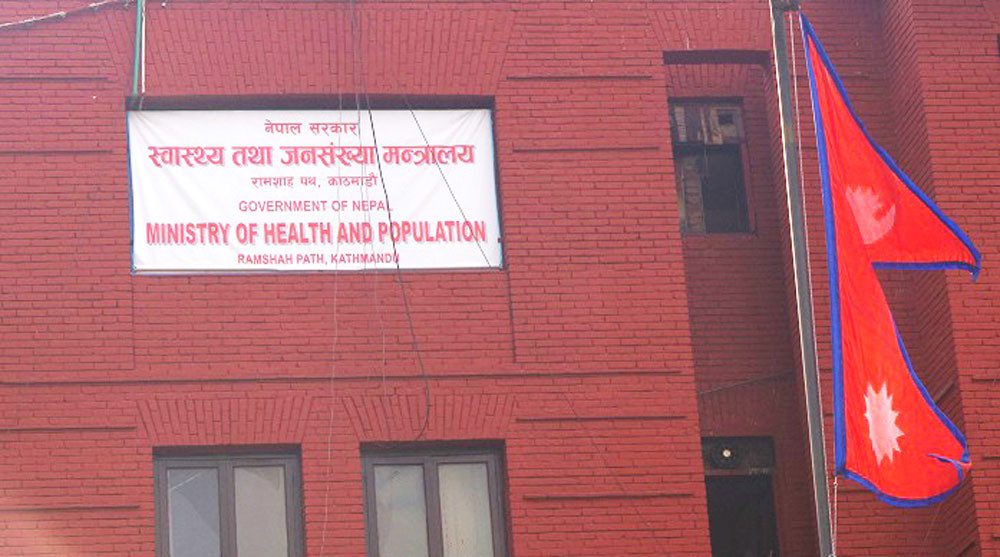 नेपाल सरकार
स्वास्थ्य तथा जनसंख्या मन्त्रालय
रामशाह पथ, काठमाडौं
GOVERNMENT OF NEPAL
MINISTRY OF HEALTH AND POPULATION
RAMSHAH PATH, KATHMANDU